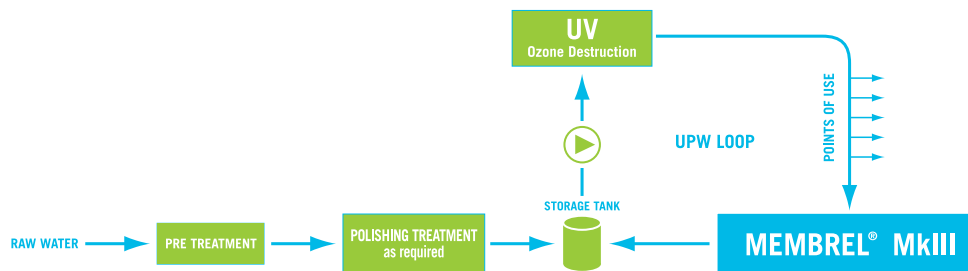 UV
Ozone Destruction
POINTS OF USE
UPW LOOP
STORAGE TANK
RAW WATER
PRE TREATMENT
POLISHING TREATMENT
as required
MEMBREL® MkIII